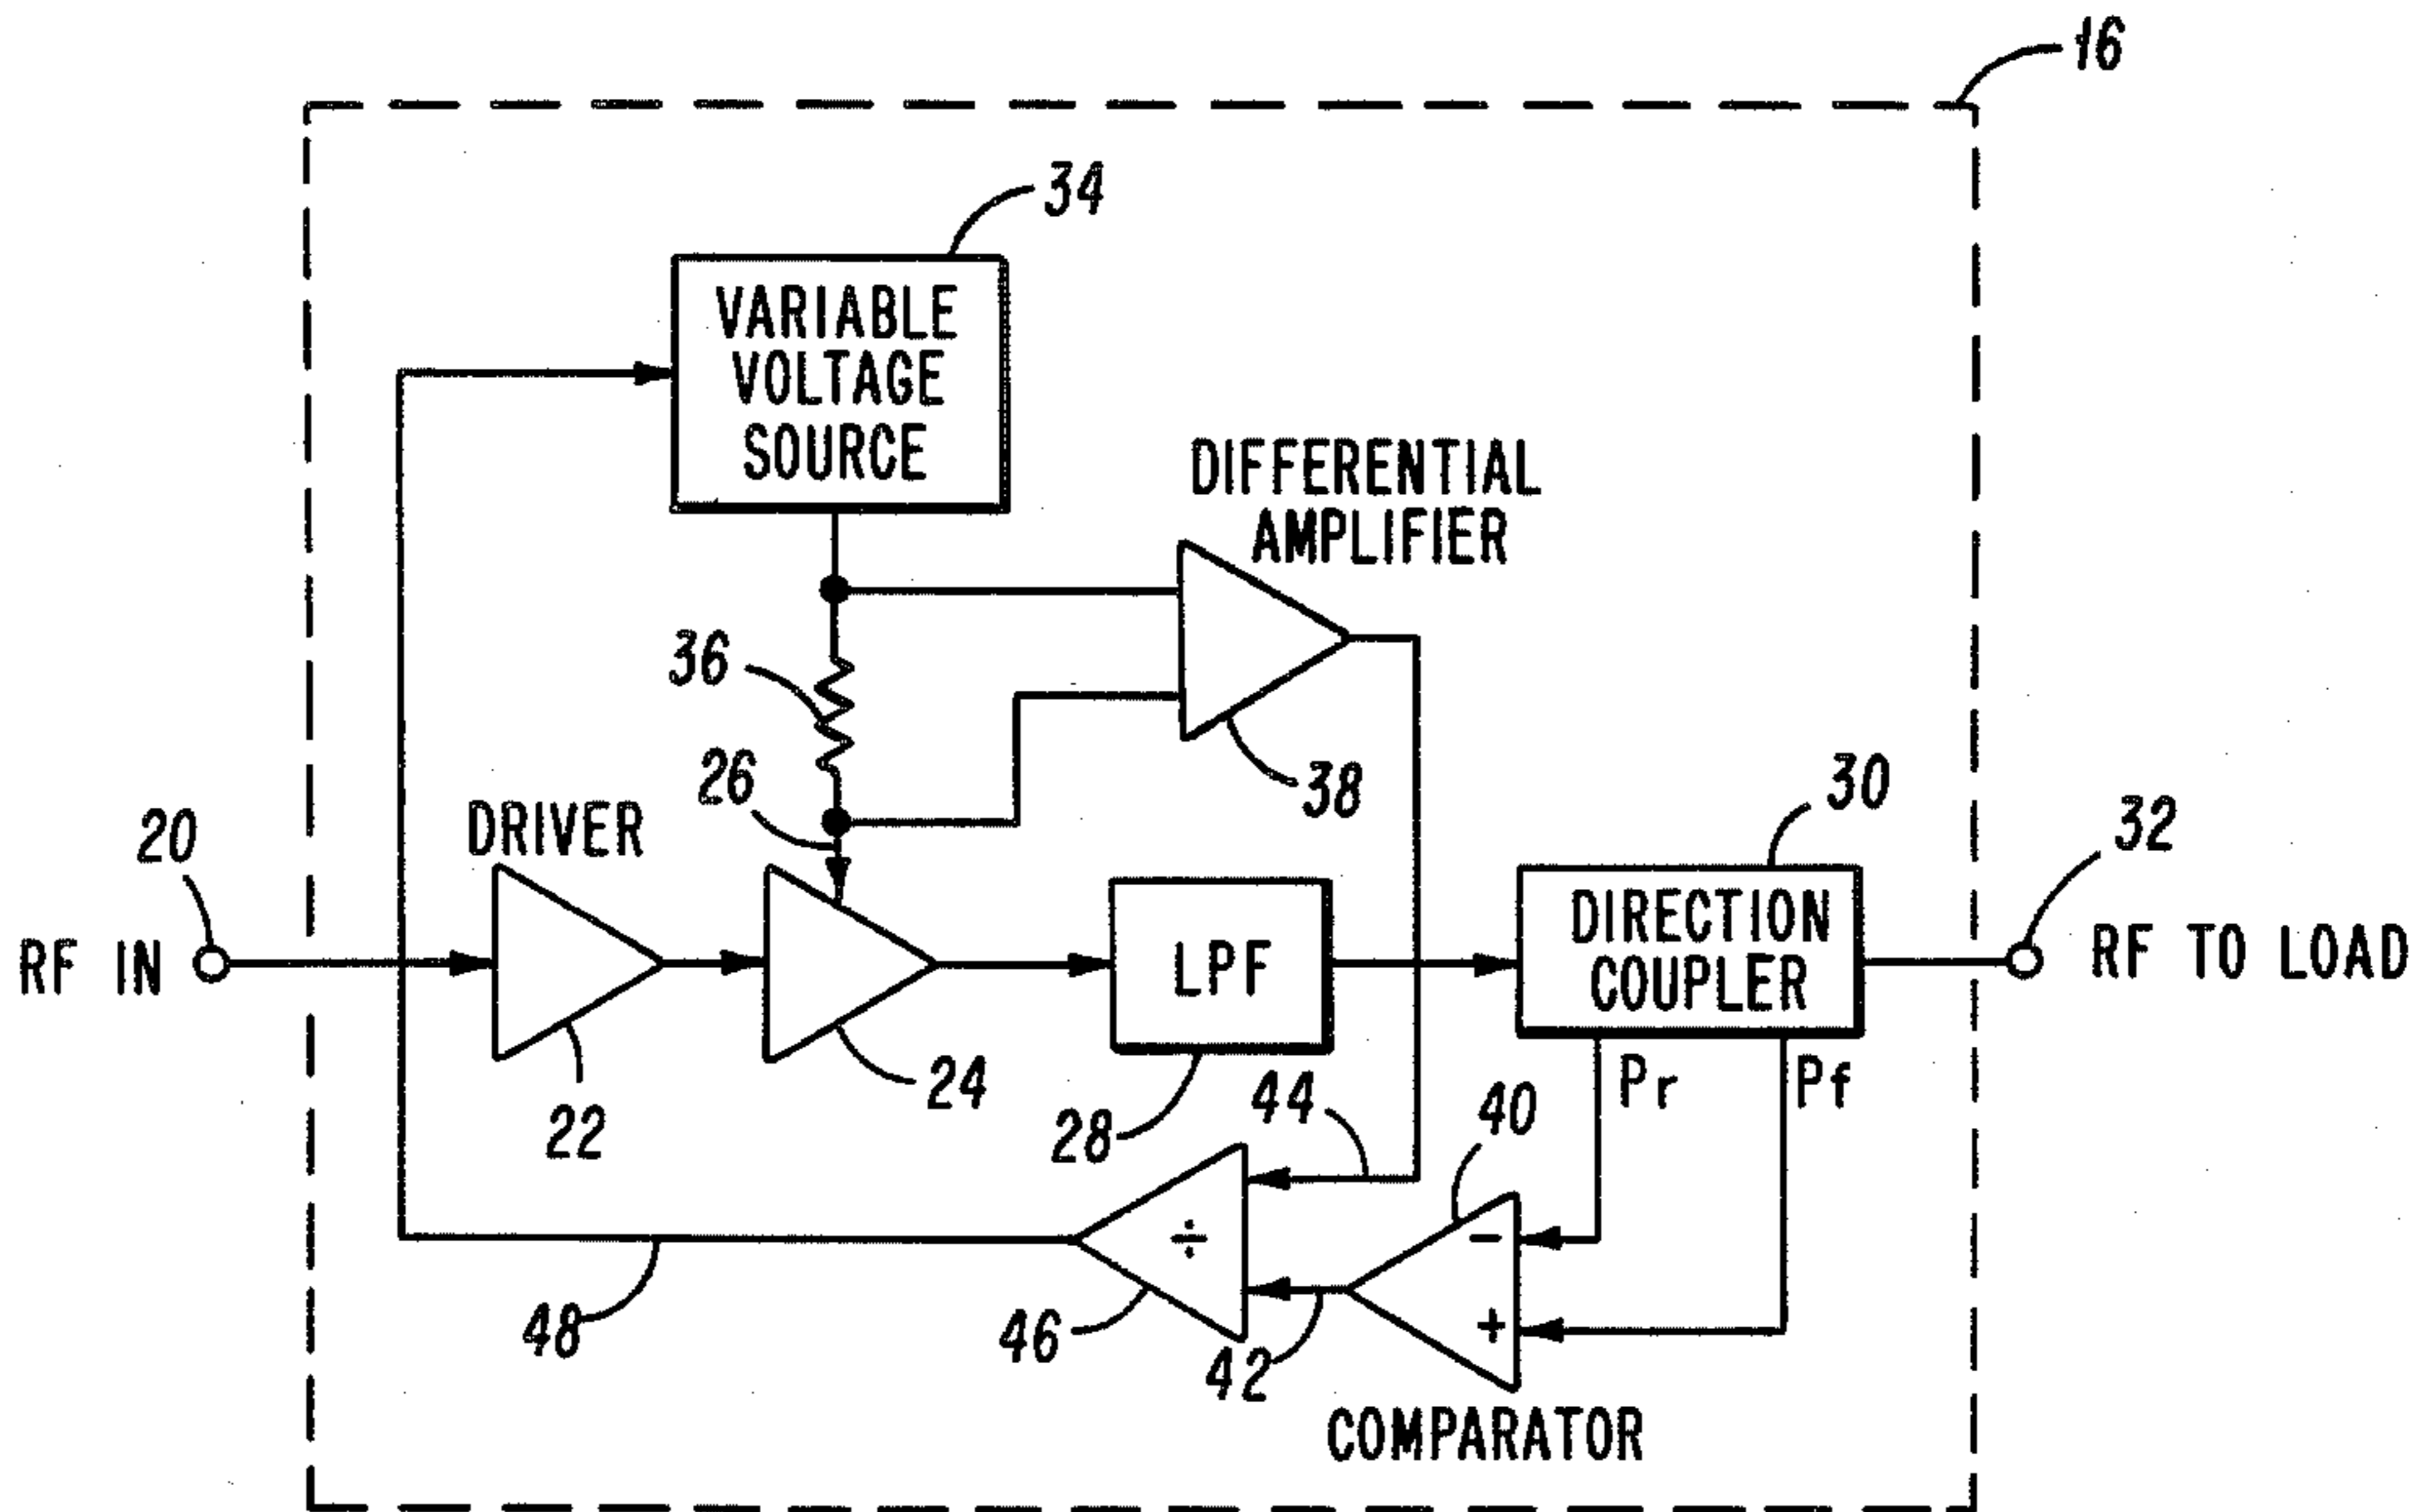 16
34
VARIABLE
VOLTAGE
SOURCE
DIFFERENTIAL
AMPLIFIER
36
26
38
30
32
20
DRIVER
RF IN
LPF
DIRECTION
COUPLER
RF TO LOAD
22
24
28
44
40
Pr
Pf
÷
-
+
48
46
42
COMPARATOR